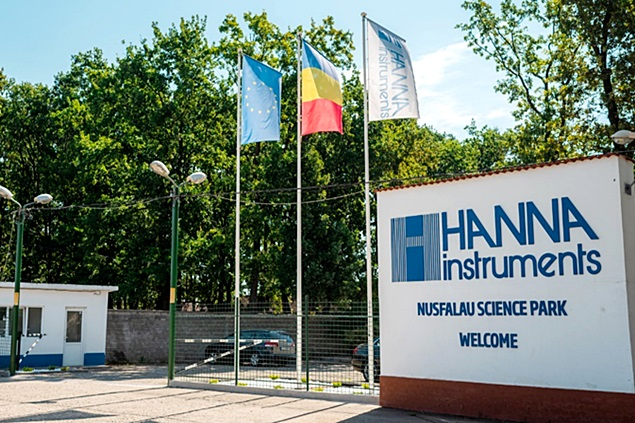 HANNA
instruments
HANNA
instruments
NUSFALAU SCIENCE PARK
WELCOME